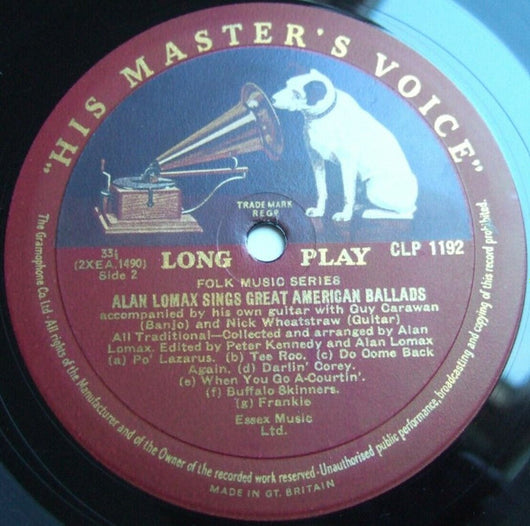 "HIS MASTER'S VOICE"
TRADE MARK
REGD
33⅓
(2XEA.1490)
Side 2
LONG PLAY
CLP 1192
FOLK MUSIC SERIES
ALAN LOMAX SINGS GREAT AMERICAN BALLADS
accompanied by his own guitar with Guy Carawan
(Banjo) and Nick Wheatstraw (Guitar)
All Traditional—Collected and arranged by Alan
Lomax. Edited by Peter Kennedy and Alan Lomax
(a) Po' Lazarus. (b) Tee Roo. (c) Do Come Back
Again. (d) Darlin' Corey.
(e) When You Go A-Courtin'.
(f) Buffalo Skinners.
(g) Frankie
Essex Music
Ltd.
The Gramophone Co. Ltd. All rights of the Manufacturer and of the Owner of the recorded work reserved-Unauthorised public performance, broadcasting and copying of this record prohibited.
MADE IN GT. BRITAIN